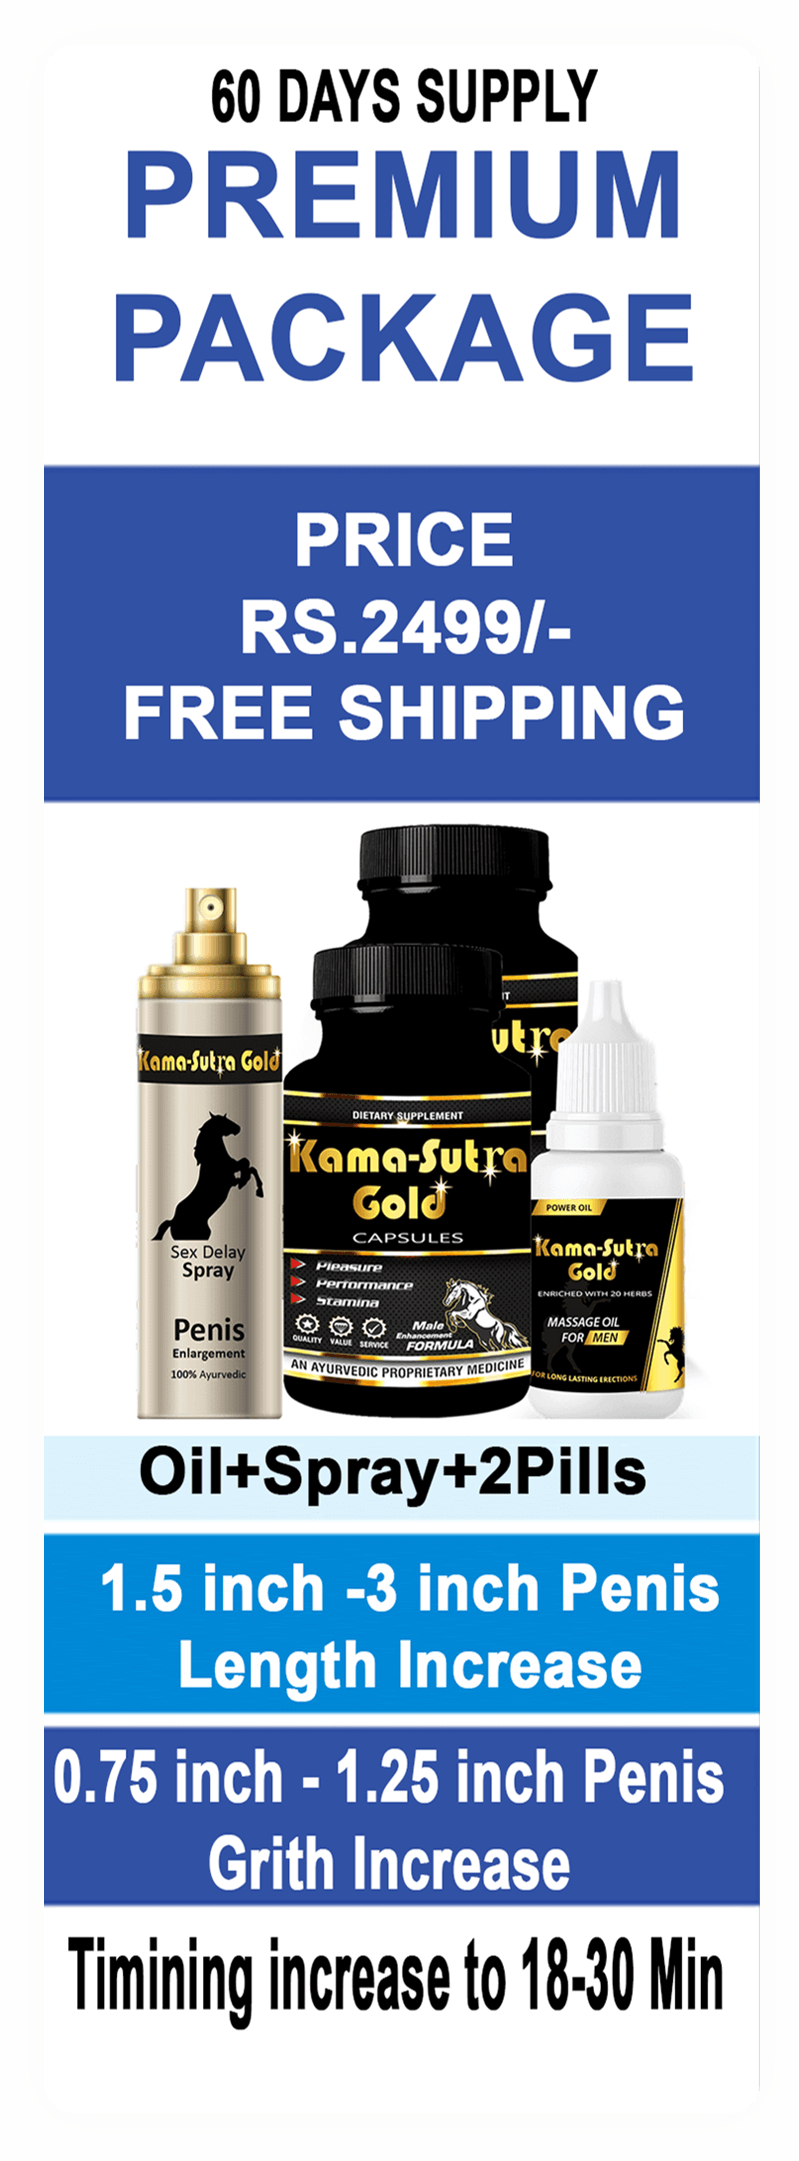 60 DAYS SUPPLY
PREMIUM
PACKAGE
PRICE
RS.2499/-
FREE SHIPPING
Kama-Sutra Gold
Sex Delay
Spray
Penis
Enlargement
100% Ayurvedic
utra
DIETARY SUPPLEMENT
Kama-Sutra
Gold
CAPSULES
Pleasure
Performance
Stamina
QUALITY VALUE SERVICE
Male
Enhancement
FORMULA
AN AYURVEDIC PROPRIETARY MEDICINE
POWER OIL
Kama-Sutra
Gold
ENRICHED WITH 20 HERBS
MASSAGE OIL
FOR MEN
FOR LONG LASTING ERECTIONS
Oil+Spray+2Pills
1.5 inch -3 inch Penis
Length Increase
0.75 inch - 1.25 inch Penis
Grith Increase
Timining increase to 18-30 Min